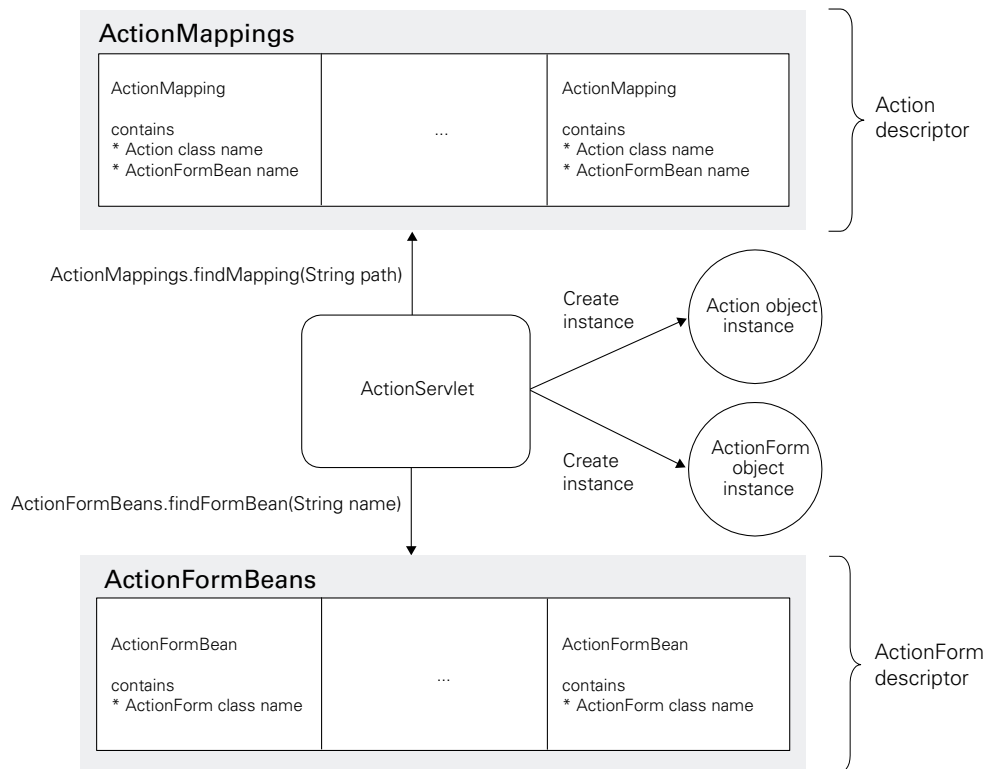 ActionMappings
ActionMapping
contains
* Action class name
* ActionFormBean name
...
ActionMapping
contains
* Action class name
* ActionFormBean name
Action
descriptor
ActionMappings.findMapping(String path)
Create
instance
Action object
instance
ActionServlet
Create
instance
ActionForm
object
instance
ActionFormBeans.findFormBean(String name)
ActionFormBeans
ActionFormBean
contains
* ActionForm class name
...
ActionFormBean
contains
* ActionForm class name
ActionForm
descriptor